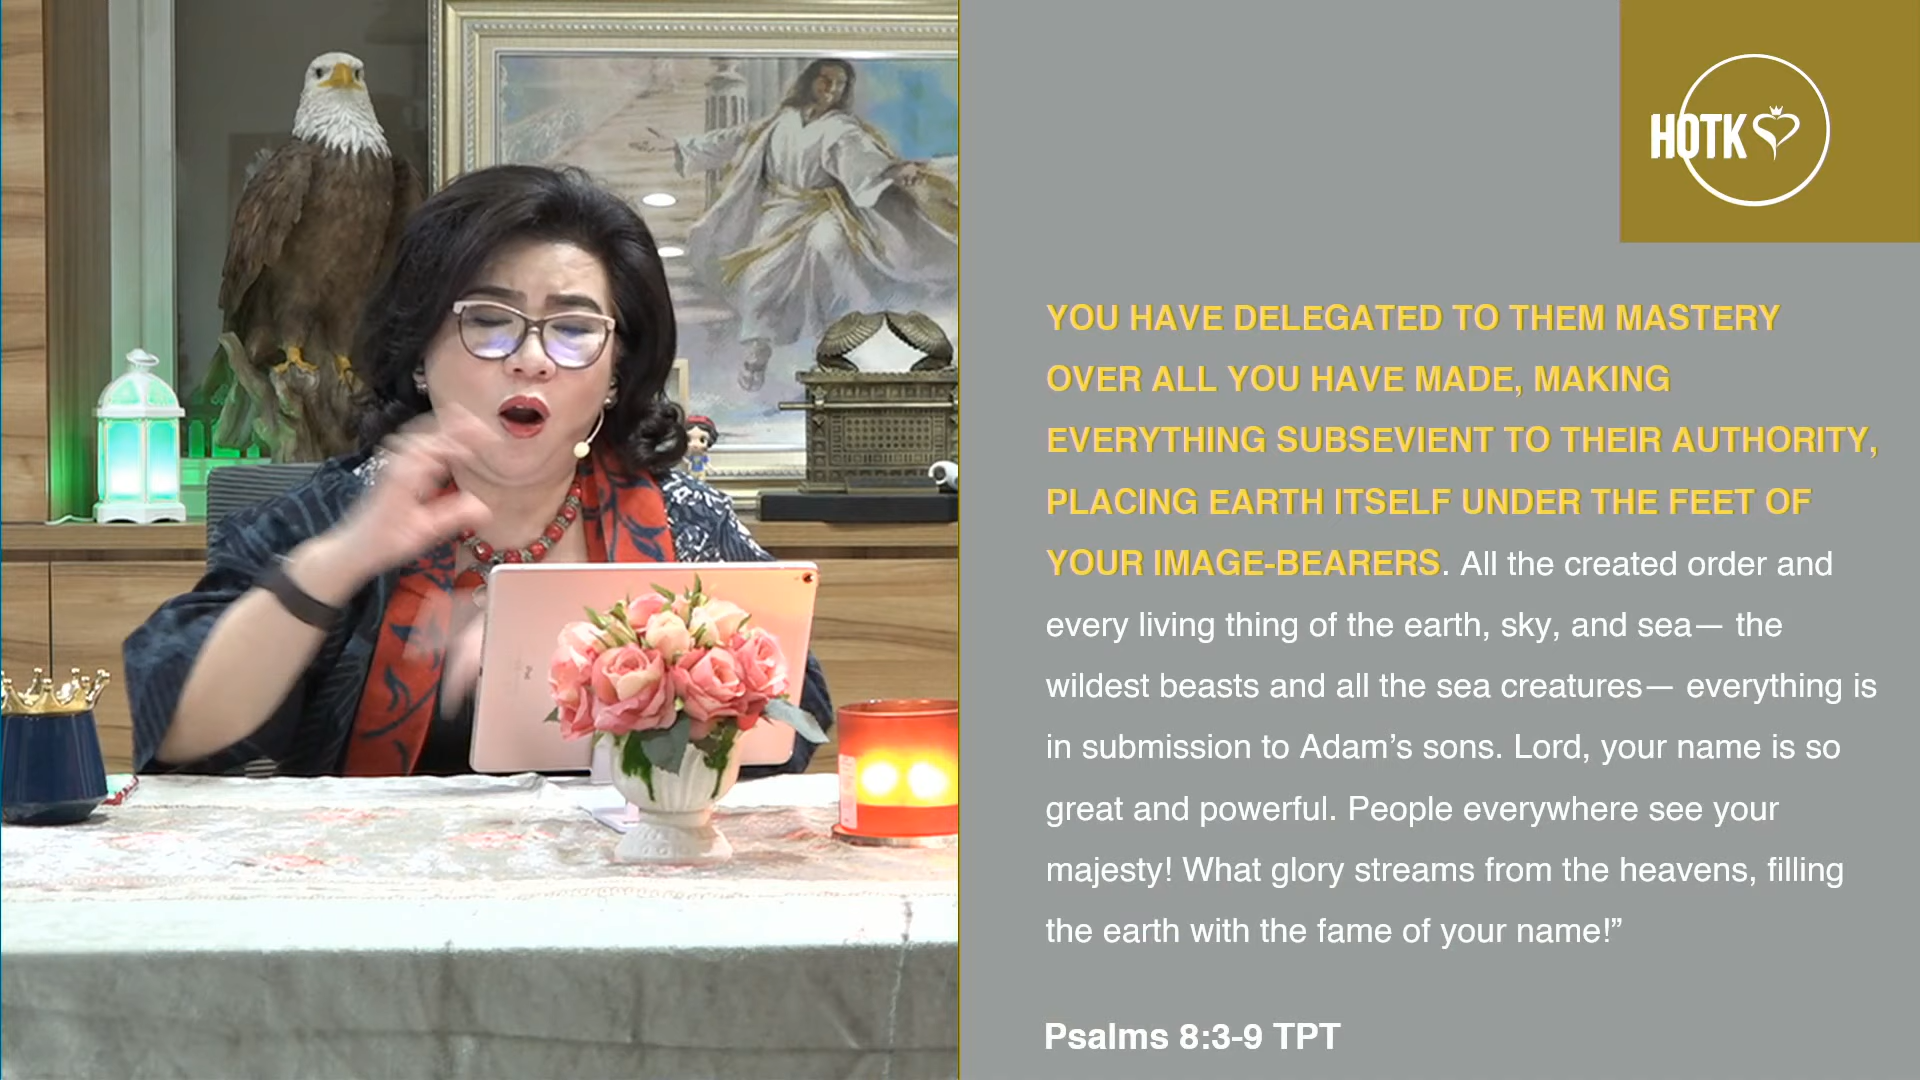 HOTK
YOU HAVE DELEGATED TO THEM MASTERY
OVER ALL YOU HAVE MADE, MAKING
EVERYTHING SUBSEVIENT TO THEIR AUTHORITY,
PLACING EARTH ITSELF UNDER THE FEET OF
YOUR IMAGE-BEARERS. All the created order and
every living thing of the earth, sky, and sea— the
wildest beasts and all the sea creatures— everything is
in submission to Adam’s sons. Lord, your name is so
great and powerful. People everywhere see your
majesty! What glory streams from the heavens, filling
the earth with the fame of your name!”
Psalms 8:3-9 TPT